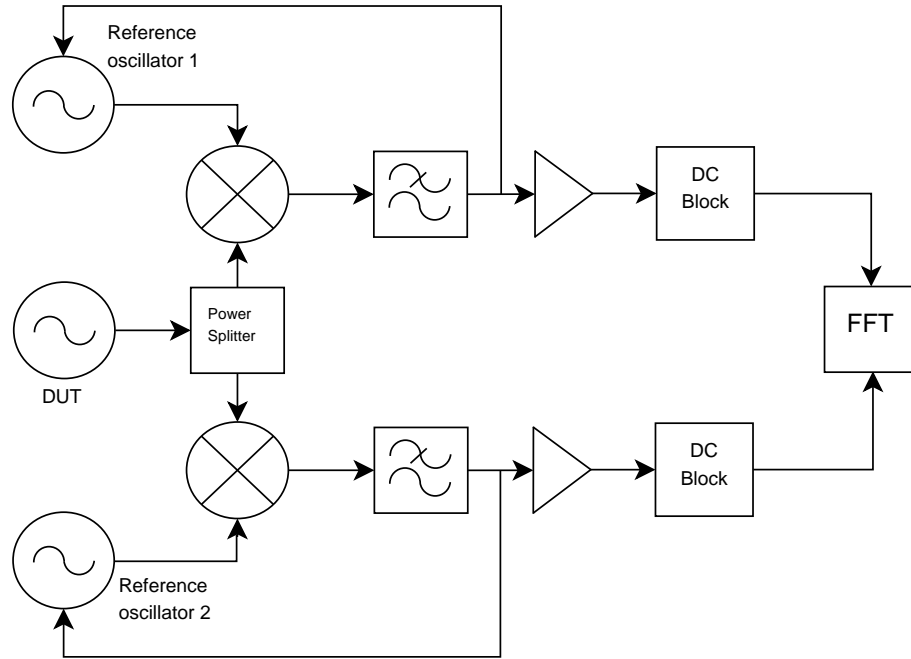 Reference
oscillator 1
DC
Block
Power
Splitter
FFT
DUT
DC
Block
Reference
oscillator 2